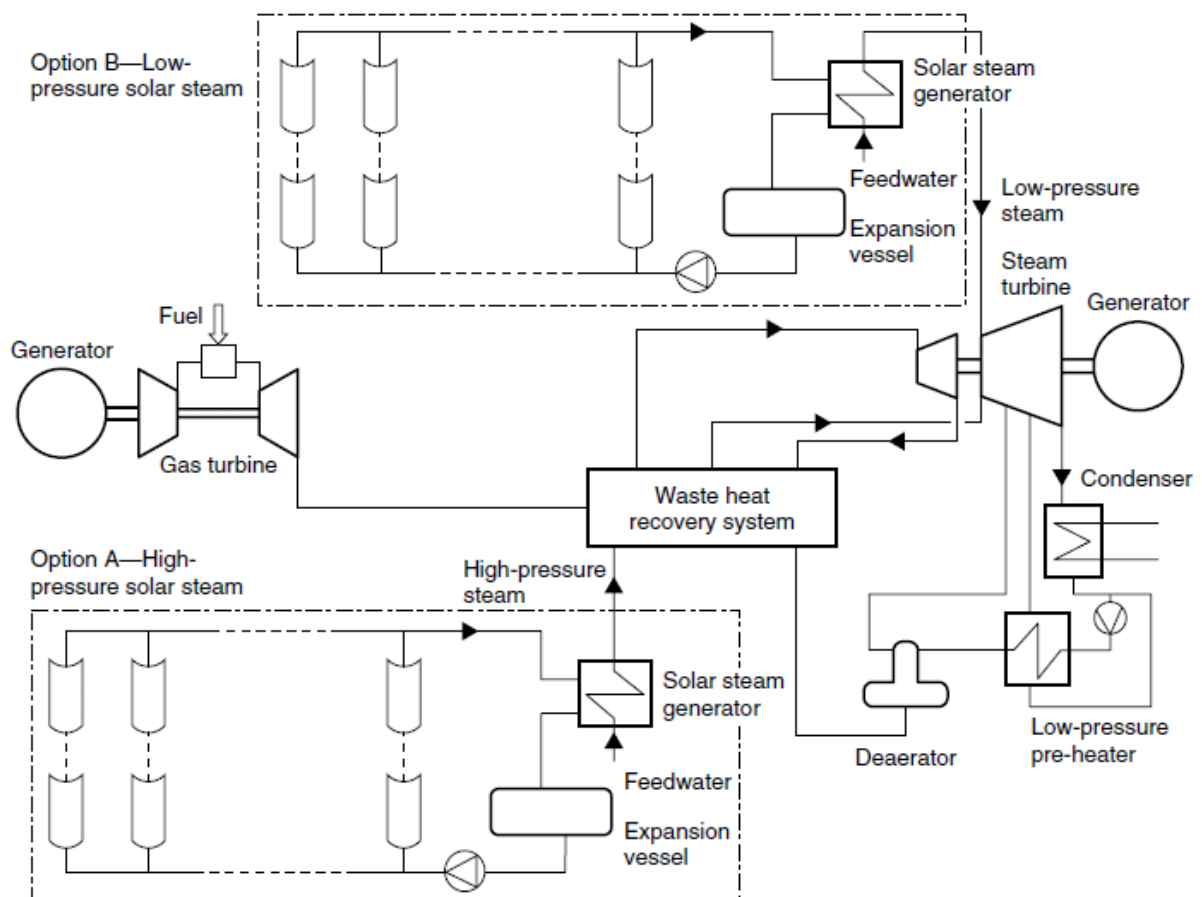 Option B—Low-
pressure solar steam
Solar steam
generator
Feedwater
Expansion
vessel
Low-pressure
steam
Steam
turbine
Generator
Fuel
Generator
Gas turbine
Waste heat
recovery system
Condenser
Option A—High-
pressure solar steam
High-pressure
steam
Solar steam
generator
Feedwater
Expansion
vessel
Deaerator
Low-pressure
pre-heater